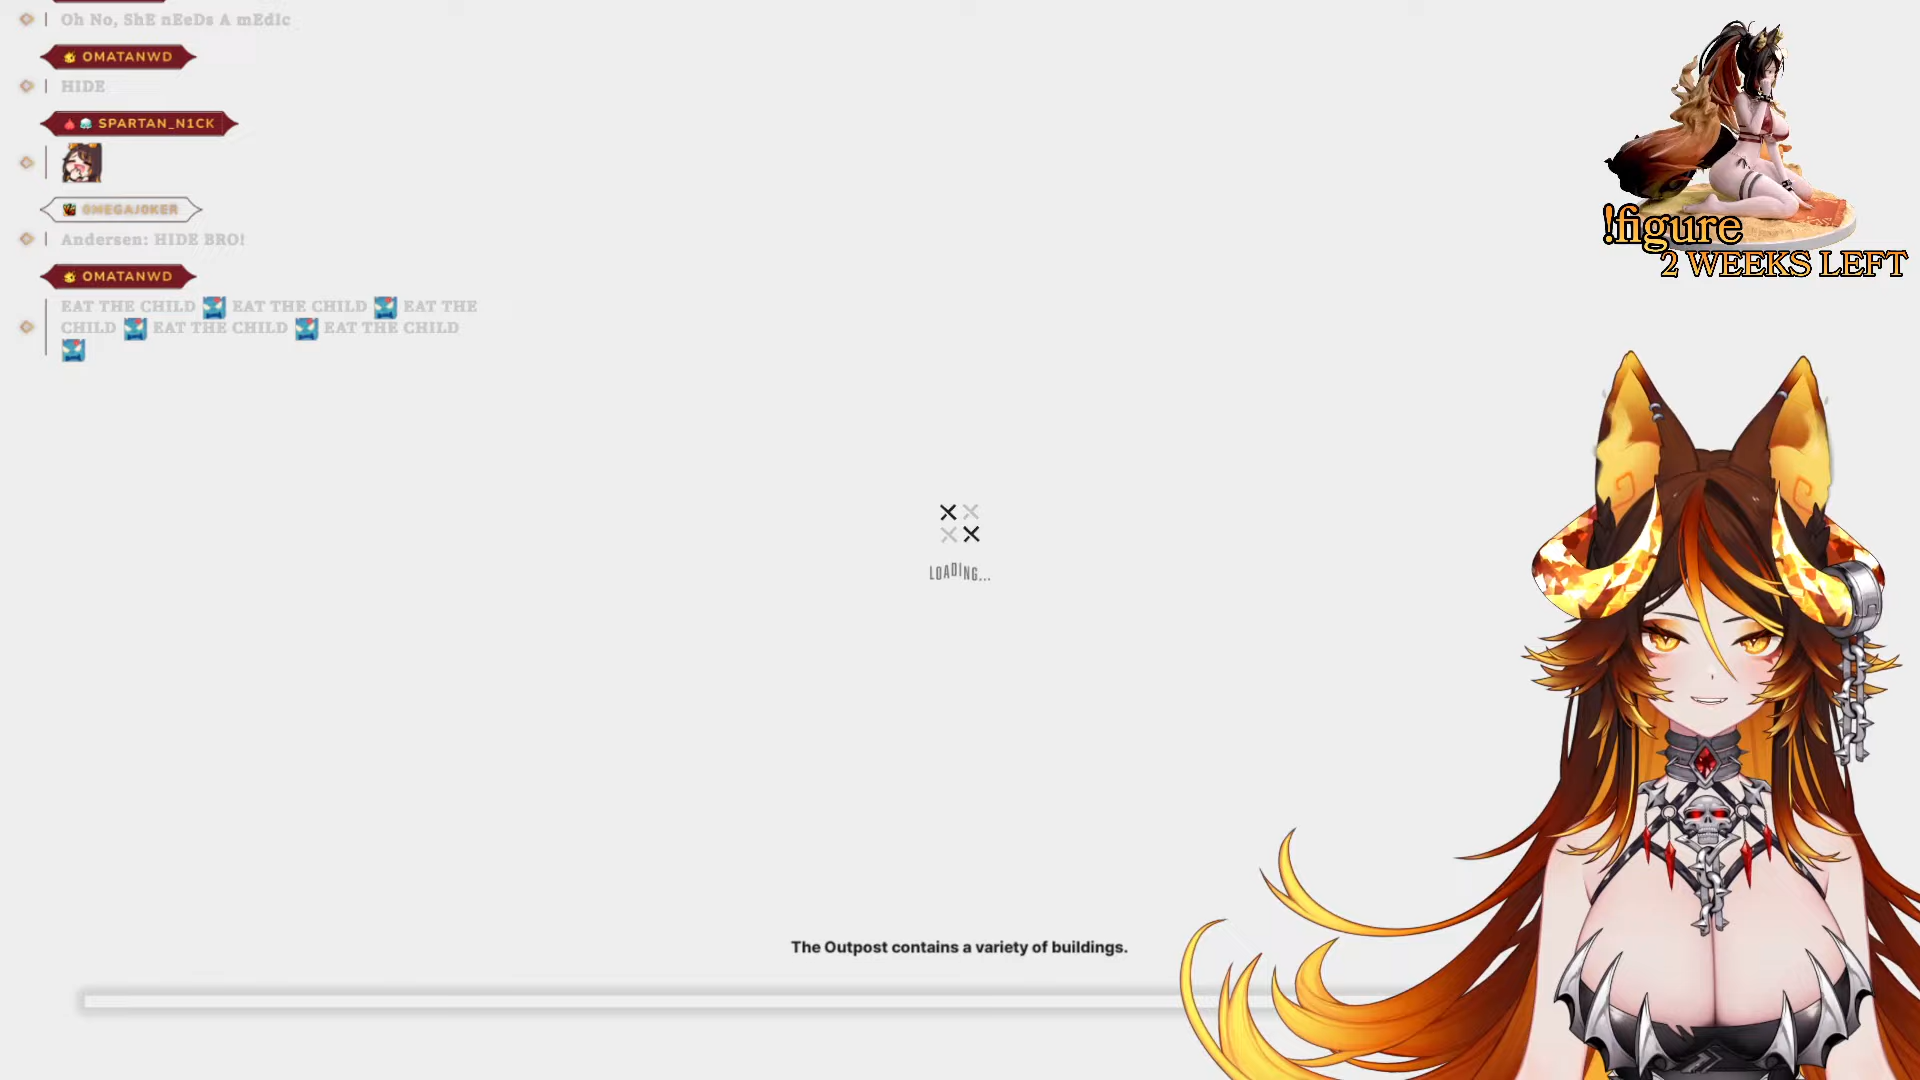 Oh No, ShE nEeDs A mEdIc
OMATANWD
HIDE
SPARTAN_N1CK
0MEGAJ0KER
Andersen: HIDE BRO!
OMATANWD
EAT THE CHILD EAT THE CHILD EAT THE
CHILD EAT THE CHILD EAT THE CHILD
!figure
2 WEEKS LEFT
LOADING...
The Outpost contains a variety of buildings.